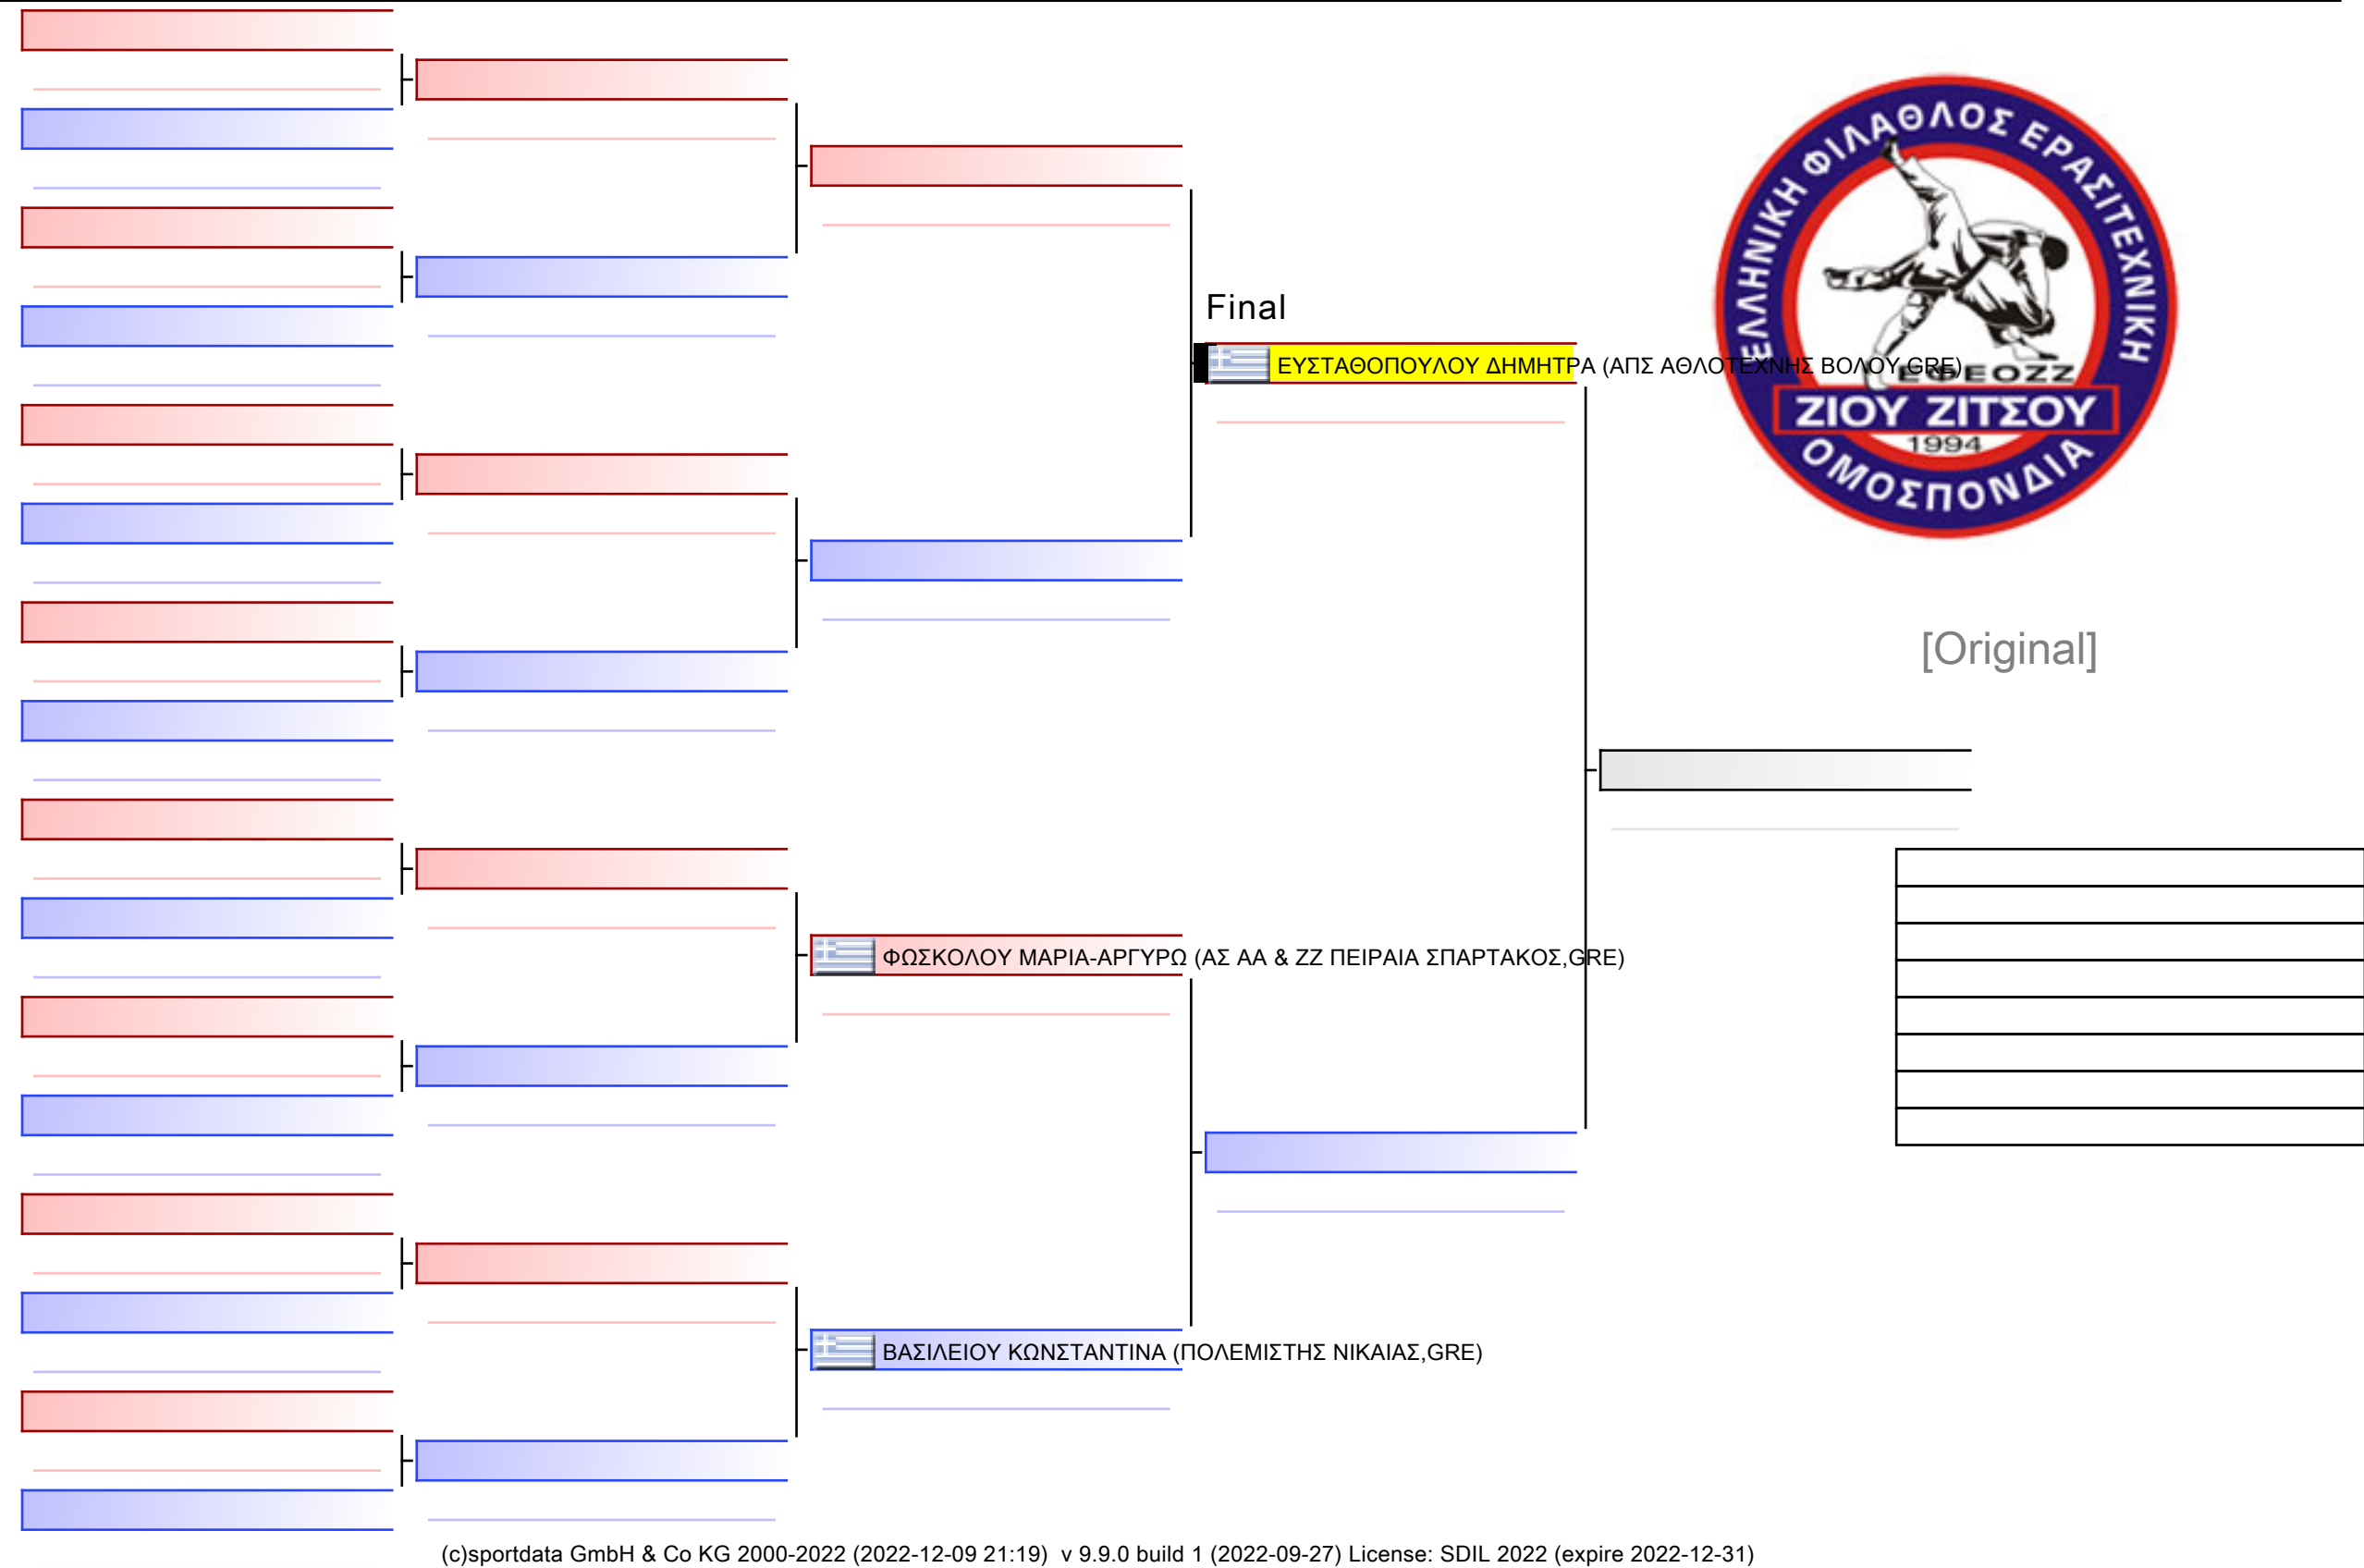 ΕΛΛΗΝΙΚΗ ΦΙΛΑΘΛΟΣ ΕΡΑΣΙΤΕΧΝΙΚΗ
Final
ΕΥΣΤΑΘΟΠΟΥΛΟΥ ΔΗΜΗΤΡΑ (ΑΠΣ ΑΘΛΟΤΕΧΝΗΣ ΒΟΛΟΥ,GRE)
ΕΦΕΟΖΖ
ΖΙΟΥ ΖΙΤΣΟΥ
1994
ΟΜΟΣΠΟΝΔΙΑ
[Original]
ΦΩΣΚΟΛΟΥ ΜΑΡΙΑ-ΑΡΓΥΡΩ (ΑΣ ΑΑ & ΖΖ ΠΕΙΡΑΙΑ ΣΠΑΡΤΑΚΟΣ,GRE)
ΒΑΣΙΛΕΙΟΥ ΚΩΝΣΤΑΝΤΙΝΑ (ΠΟΛΕΜΙΣΤΗΣ ΝΙΚΑΙΑΣ,GRE)
(c)sportdata GmbH & Co KG 2000-2022 (2022-12-09 21:19) v 9.9.0 build 1 (2022-09-27) License: SDIL 2022 (expire 2022-12-31)